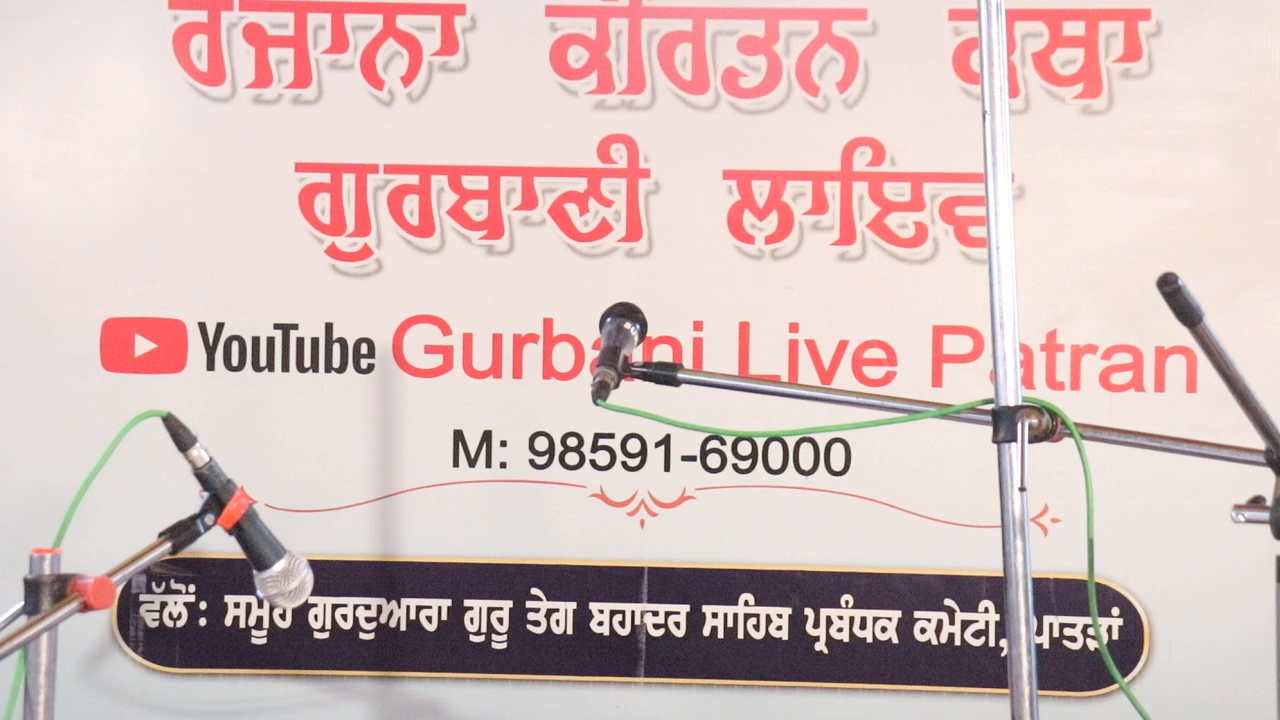 ਰੋਜਾਨਾ ਕੀਰਤਨ ਕਥਾ
ਗੁਰਬਾਣੀ ਲਾਇਵ
YouTube Gurbani Live Patran
M: 98591-69000
ਵੱਲੋਂ: ਸਮੂਹ ਗੁਰਦੁਆਰਾ ਗੁਰੂ ਤੇਗ ਬਹਾਦਰ ਸਾਹਿਬ ਪ੍ਰਬੰਧਕ ਕਮੇਟੀ, ਪਾਤੜਾਂ